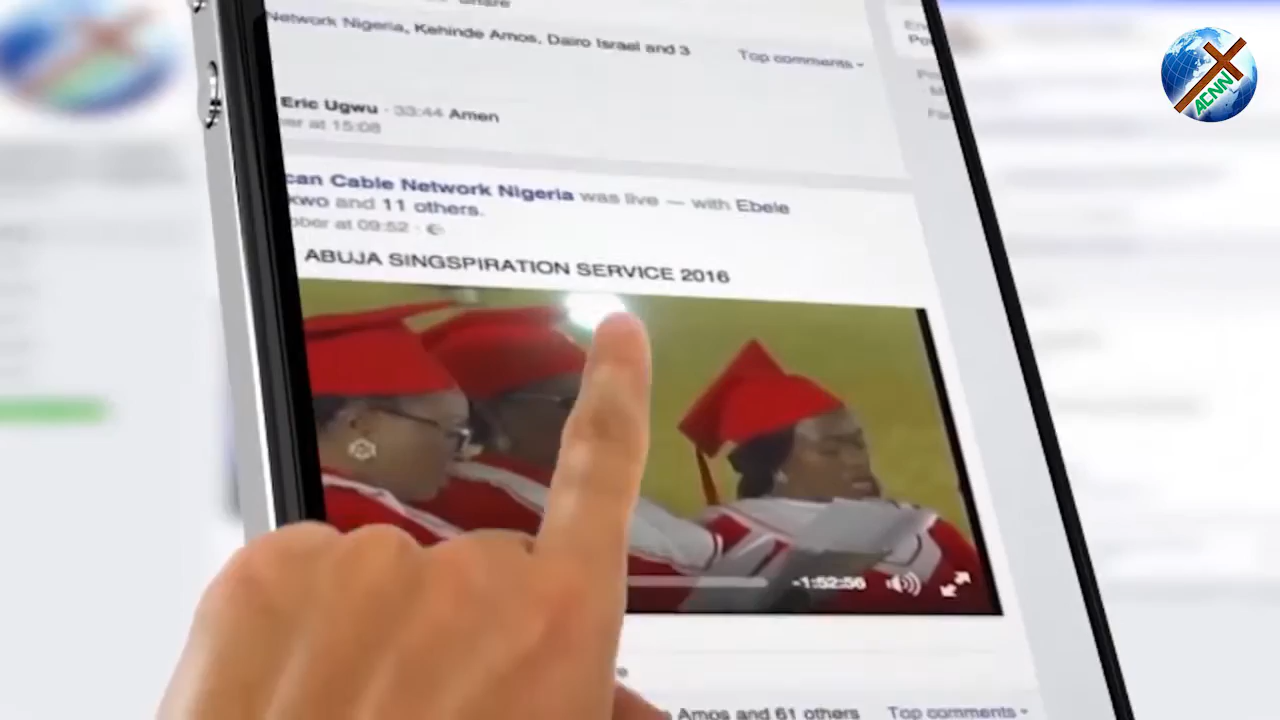 Share
Network Nigeria, Kehinde Amos, Dairo Israel and 3
Top comments
Eric Ugwu · 33:44 Amen
at 15:08
can Cable Network Nigeria was live — with Ebele
kwo and 11 others.
ober at 09:52 ·
ABUJA SINGSPIRATION SERVICE 2016
-1:52:56
Amos and 61 others
Top comments
ACNN